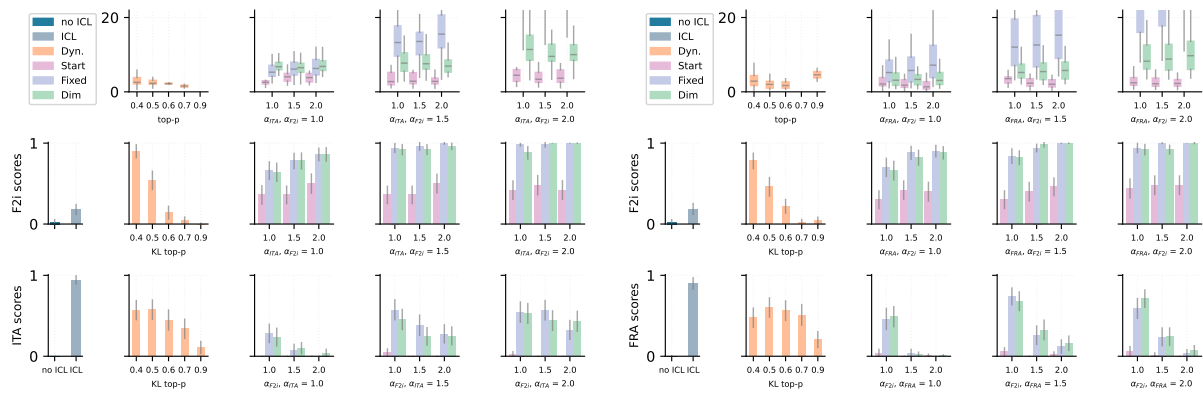 no ICL
ICL
Dyn.
Start
Fixed
Dim
20
0
0.4 0.5 0.6 0.7 0.9
top-p
1.0 1.5 2.0
α_ITA, α_F2i = 1.0
1.0 1.5 2.0
α_ITA, α_F2i = 1.5
1.0 1.5 2.0
α_ITA, α_F2i = 2.0
20
0
0.4 0.5 0.6 0.7 0.9
top-p
1.0 1.5 2.0
α_FRA, α_F2i = 1.0
1.0 1.5 2.0
α_FRA, α_F2i = 1.5
1.0 1.5 2.0
α_FRA, α_F2i = 2.0
F2i scores
1
0
0.4 0.5 0.6 0.7 0.9
KL top-p
1.0 1.5 2.0
α_ITA, α_F2i = 1.0
1.0 1.5 2.0
α_ITA, α_F2i = 1.5
1.0 1.5 2.0
α_ITA, α_F2i = 2.0
F2i scores
1
0
0.4 0.5 0.6 0.7 0.9
KL top-p
1.0 1.5 2.0
α_FRA, α_F2i = 1.0
1.0 1.5 2.0
α_FRA, α_F2i = 1.5
1.0 1.5 2.0
α_FRA, α_F2i = 2.0
ITA scores
1
0
no ICL ICL
0.4 0.5 0.6 0.7 0.9
KL top-p
1.0 1.5 2.0
α_F2i, α_ITA = 1.0
1.0 1.5 2.0
α_F2i, α_ITA = 1.5
1.0 1.5 2.0
α_F2i, α_ITA = 2.0
FRA scores
1
0
no ICL ICL
0.4 0.5 0.6 0.7 0.9
KL top-p
1.0 1.5 2.0
α_F2i, α_FRA = 1.0
1.0 1.5 2.0
α_F2i, α_FRA = 1.5
1.0 1.5 2.0
α_F2i, α_FRA = 2.0